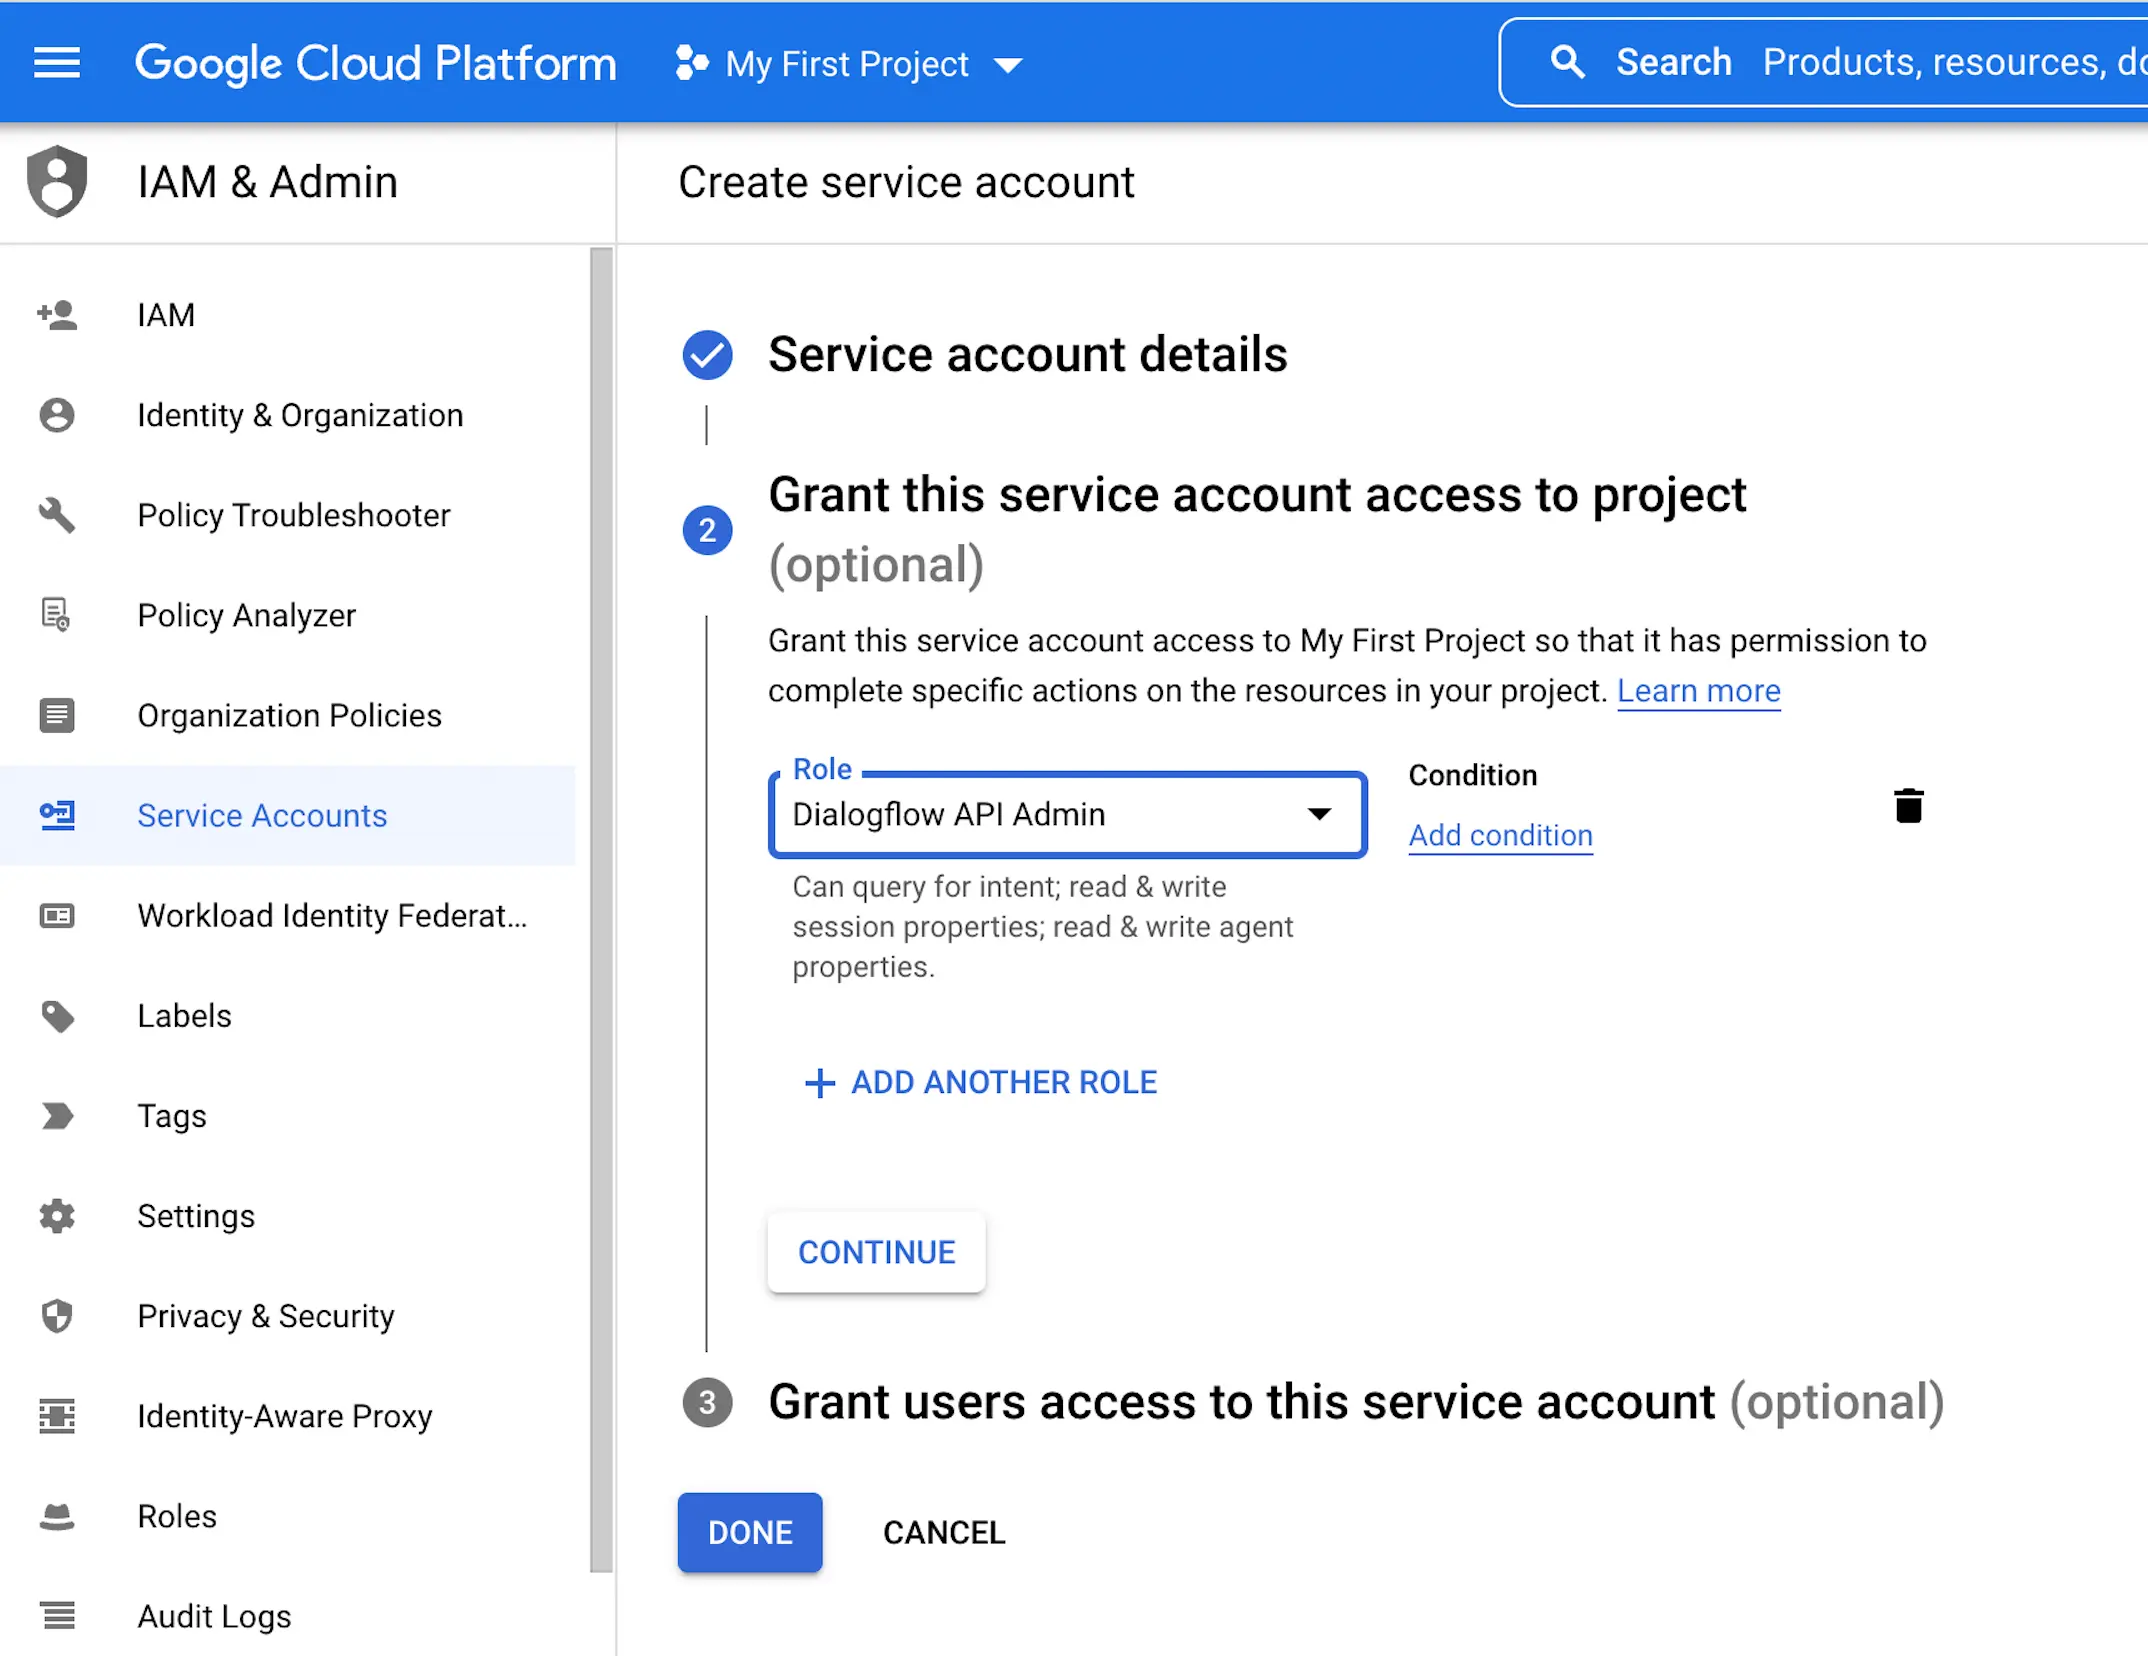 Google Cloud Platform
My First Project
Search Products, resources,
IAM & Admin
Create service account
IAM
Identity & Organization
Policy Troubleshooter
Policy Analyzer
Organization Policies
Service Accounts
Workload Identity Federat...
Labels
Tags
Settings
Privacy & Security
Identity-Aware Proxy
Roles
Audit Logs
Service account details
2
Grant this service account access to project
(optional)
Grant this service account access to My First Project so that it has permission to
complete specific actions on the resources in your project. Learn more
Role
Dialogflow API Admin
Condition
Add condition
Can query for intent; read & write
session properties; read & write agent
properties.
ADD ANOTHER ROLE
CONTINUE
3 Grant users access to this service account (optional)
DONE
CANCEL